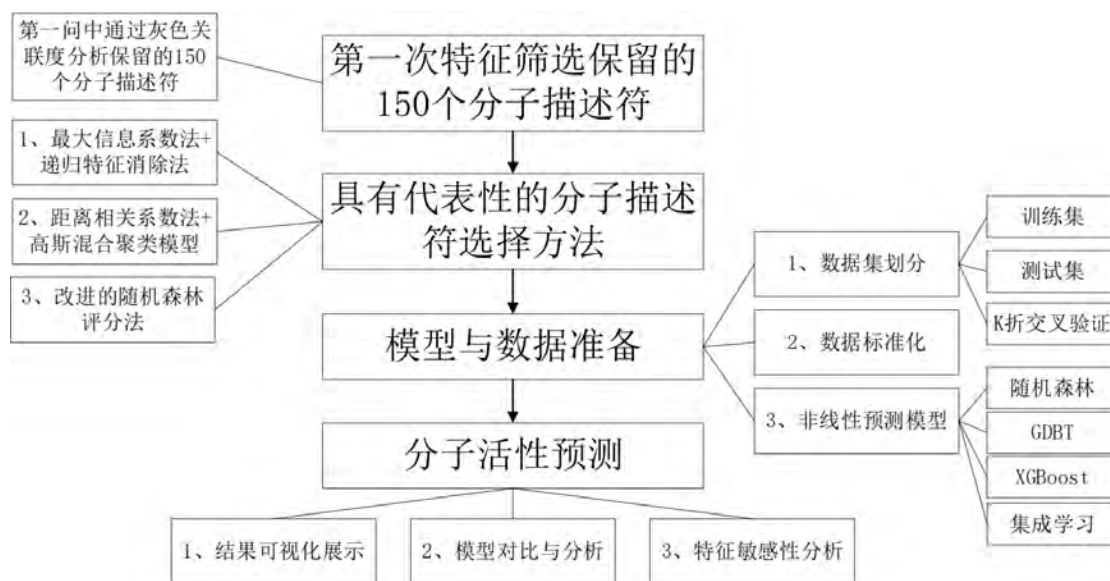 第一问中通过灰色关
联度分析保留的150
个分子描述符
第一次特征筛选保留的
150个分子描述符
1、最大信息系数法+
递归特征消除法
2、距离相关系数法+
高斯混合聚类模型
3、改进的随机森林
评分法
具有代表性的分子描述
符选择方法
模型与数据准备
1、数据集划分
训练集
测试集
K折交叉验证
2、数据标准化
3、非线性预测模型
随机森林
GDBT
XGBoost
集成学习
分子活性预测
1、结果可视化展示
2、模型对比与分析
3、特征敏感性分析